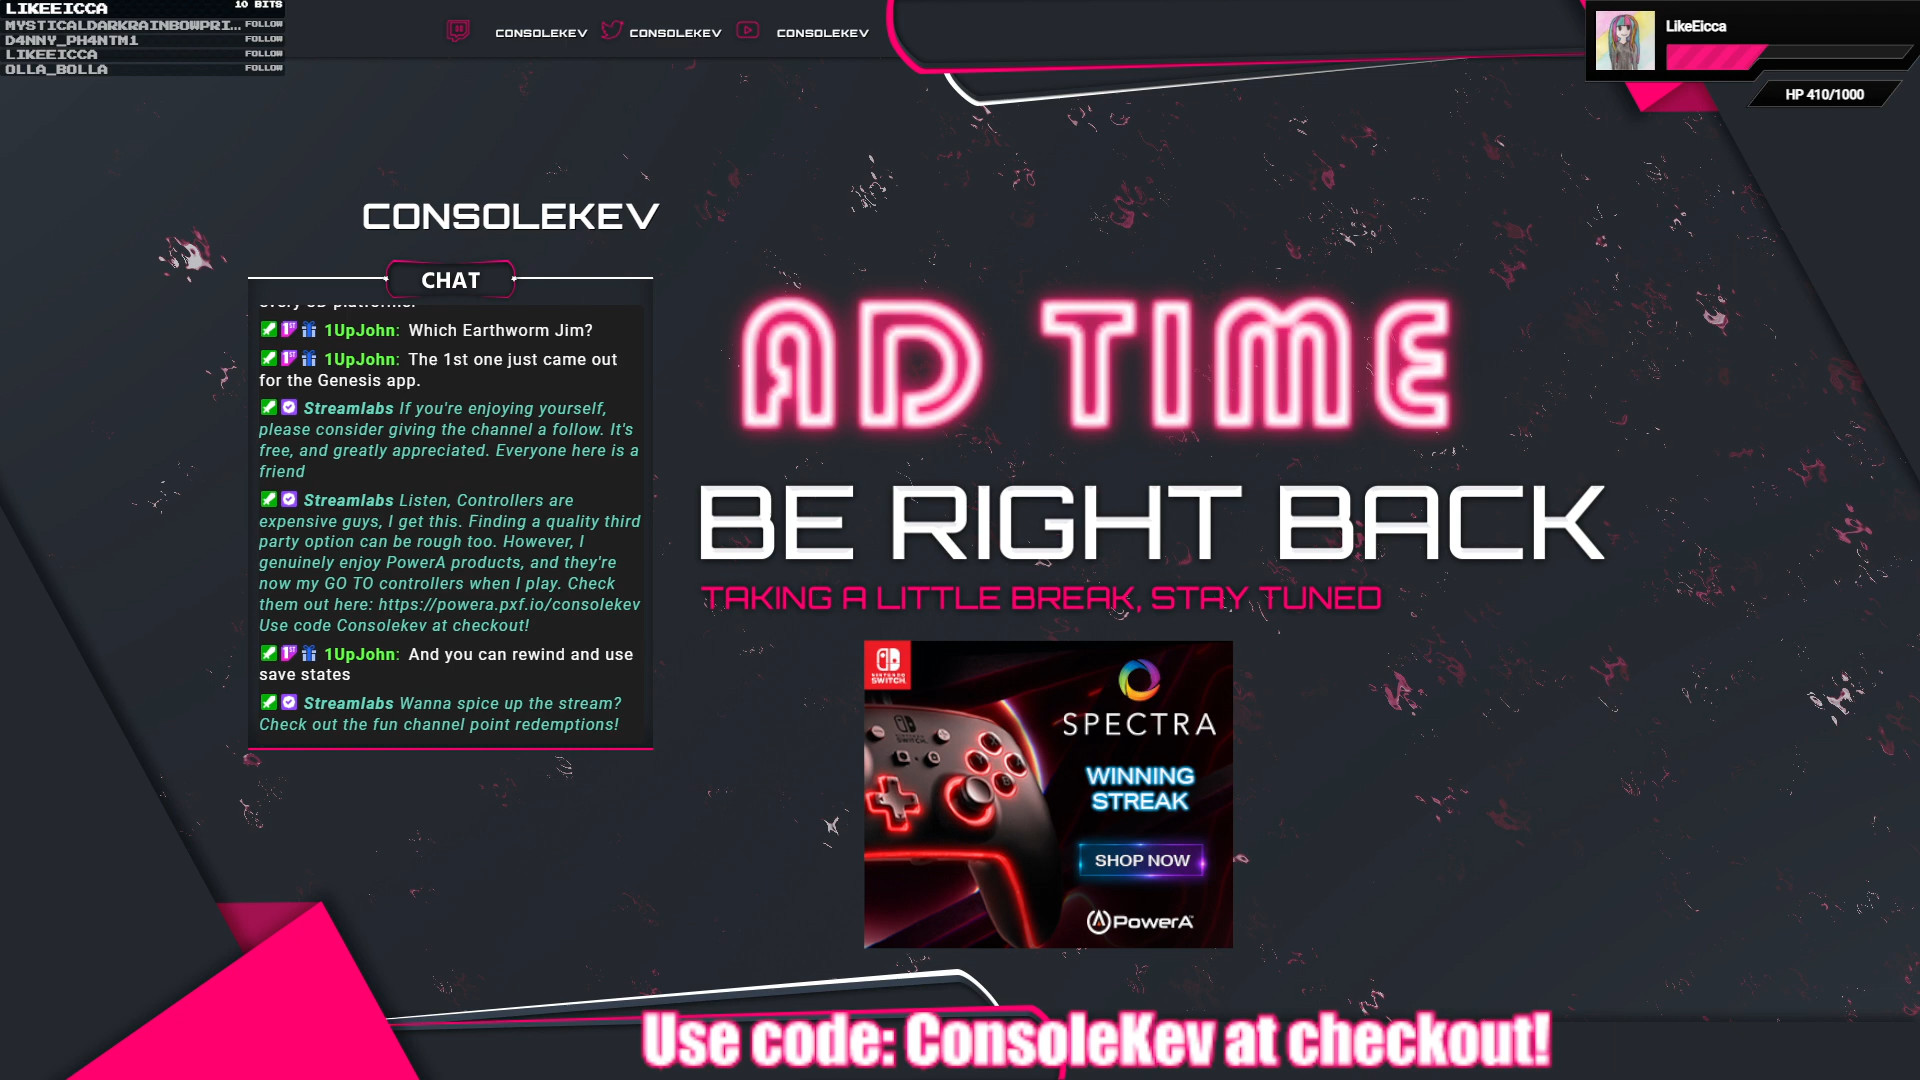 LIKEEICCA 10 BITS
MYSTICALDARKRAINBOWPRI... FOLLOW
D4NNY_PH4NTM1 FOLLOW
LIKEEICCA FOLLOW
OLLA_BOLLA FOLLOW
CONSOLEKEV CONSOLEKEV CONSOLEKEV
LikeEicca
HP 410/1000
CONSOLEKEV
CHAT
1UpJohn: Which Earthworm Jim?
1UpJohn: The 1st one just came out
for the Genesis app.
Streamlabs If you're enjoying yourself,
please consider giving the channel a follow. It's
free, and greatly appreciated. Everyone here is a
friend
Streamlabs Listen, Controllers are
expensive guys, I get this. Finding a quality third
party option can be rough too. However, I
genuinely enjoy PowerA products, and they're
now my GO TO controllers when I play. Check
them out here: https://powera.pxf.io/consolekev
Use code Consolekev at checkout!
1UpJohn: And you can rewind and use
save states
Streamlabs Wanna spice up the stream?
Check out the fun channel point redemptions!
AD TIME
BE RIGHT BACK
TAKING A LITTLE BREAK, STAY TUNED
NINTENDO
SWITCH
SPECTRA
WINNING
STREAK
SHOP NOW
PowerA
Use code: ConsoleKev at checkout!